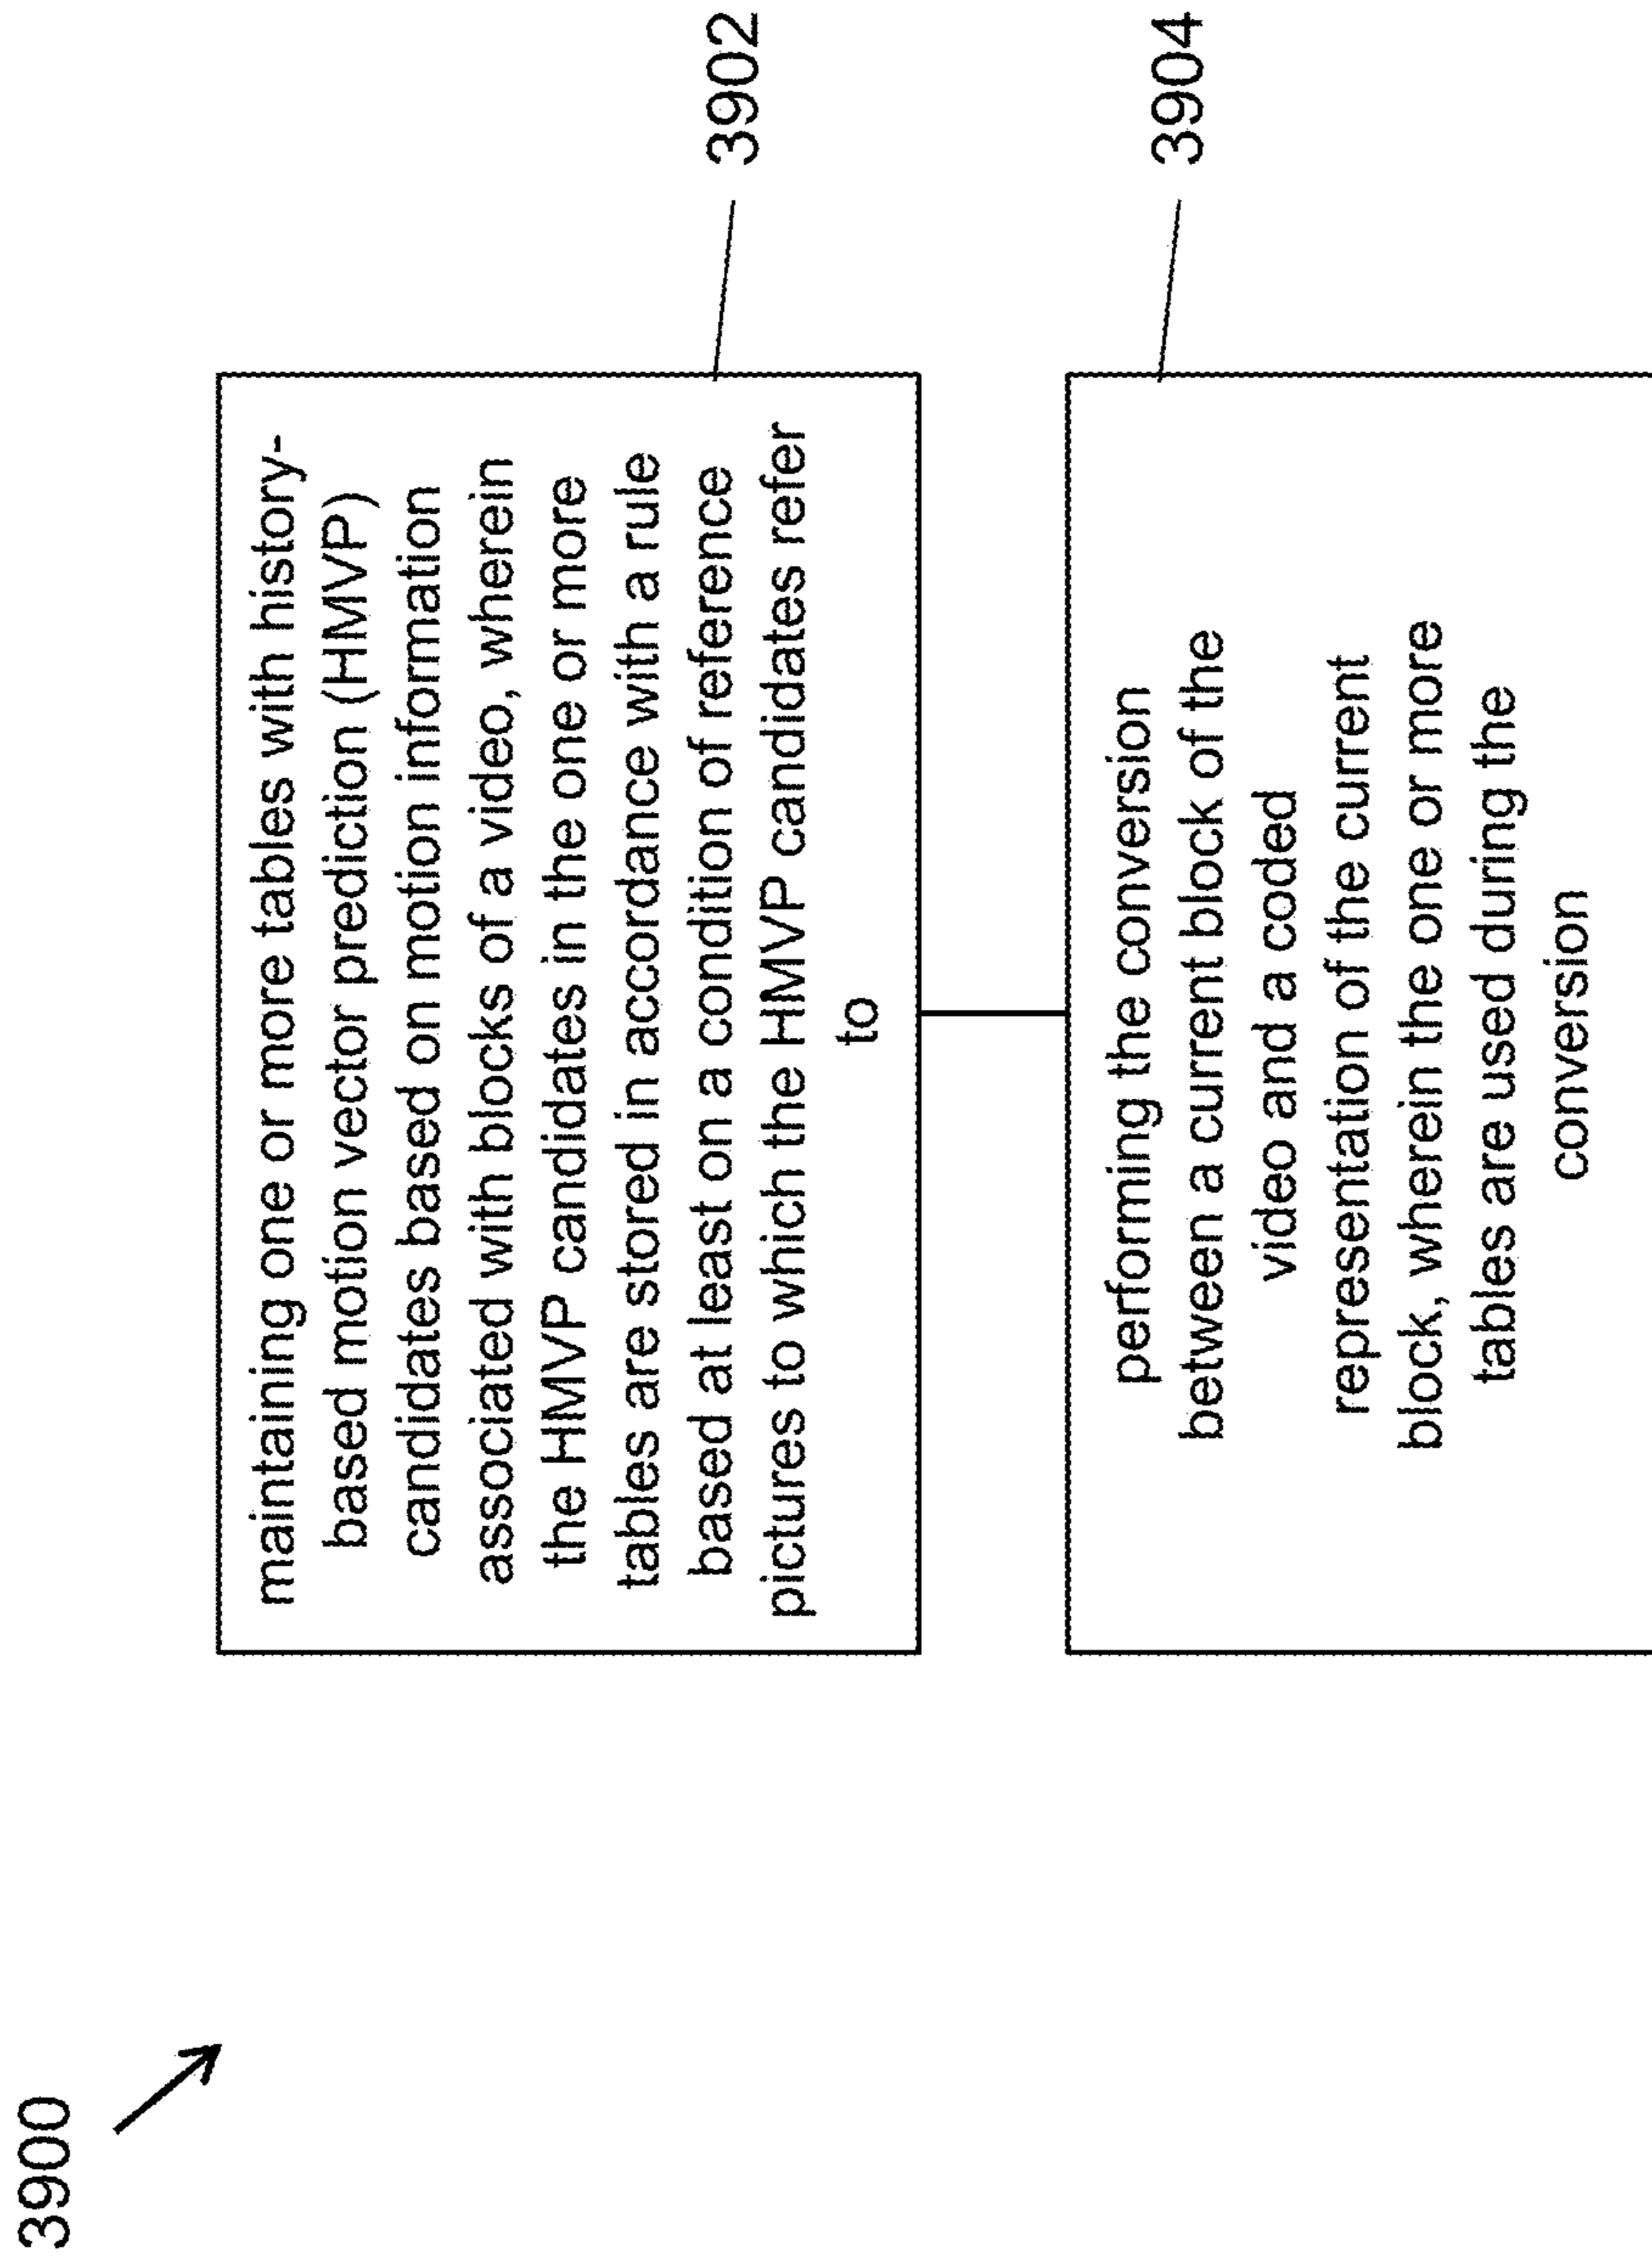 3900
maintaining one or more tables with history-
based motion vector prediction (HMVP)
candidates based on motion information
associated with blocks of a video, wherein
the HMVP candidates in the one or more
tables are stored in accordance with a rule
based at least on a condition of reference
pictures to which the HMVP candidates refer
to
3902
performing the conversion
between a current block of the
video and a coded
representation of the current
block, wherein the one or more
tables are used during the
conversion
3904